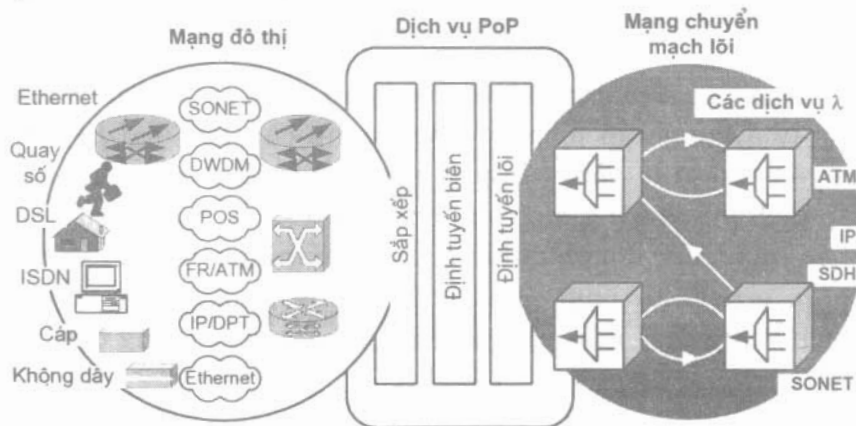 Mạng đô thị
Ethernet
Quay
số
DSL
ISDN
Cáp
Không dây
SONET
DWDM
POS
FR/ATM
IP/DPT
Ethernet
Dịch vụ PoP
Sắp xếp
Định tuyến biên
Định tuyến lõi
Mạng chuyển
mạch lõi
Các dịch vụ λ
ATM
IP
SDH
SONET